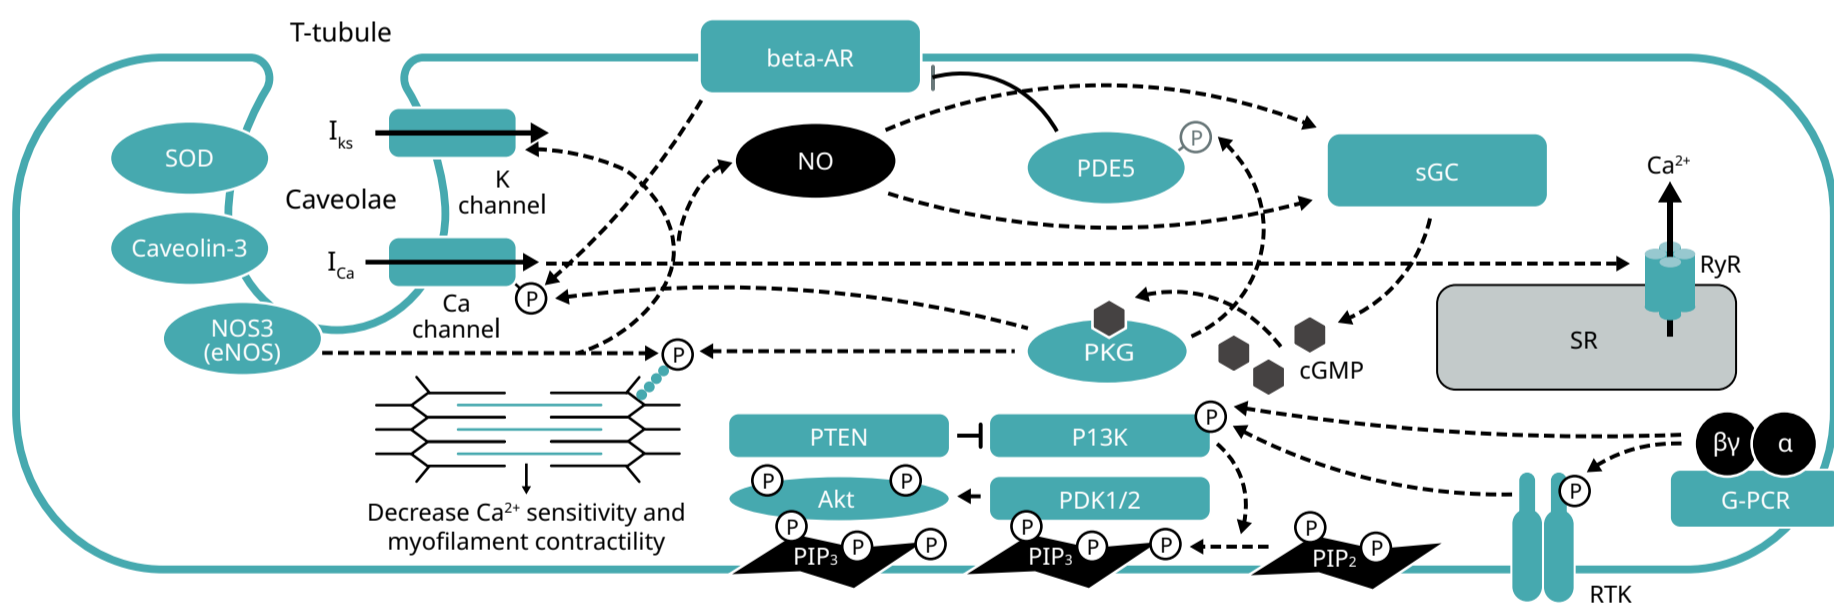 T-tubule
beta-AR
Iks
SOD
NO
PDE5
P
sGC
Ca2+
K
channel
Caveolae
Caveolin-3
ICa
P
RyR
Ca
channel
NOS3
(eNOS)
P
PKG
cGMP
SR
PTEN
P13K
P
βγ
α
P
P
Akt
PDK1/2
P
G-PCR
Decrease Ca2+ sensitivity and
myofilament contractility
P
P
P
PIP3
P
P
P
PIP3
P
P
PIP2
RTK